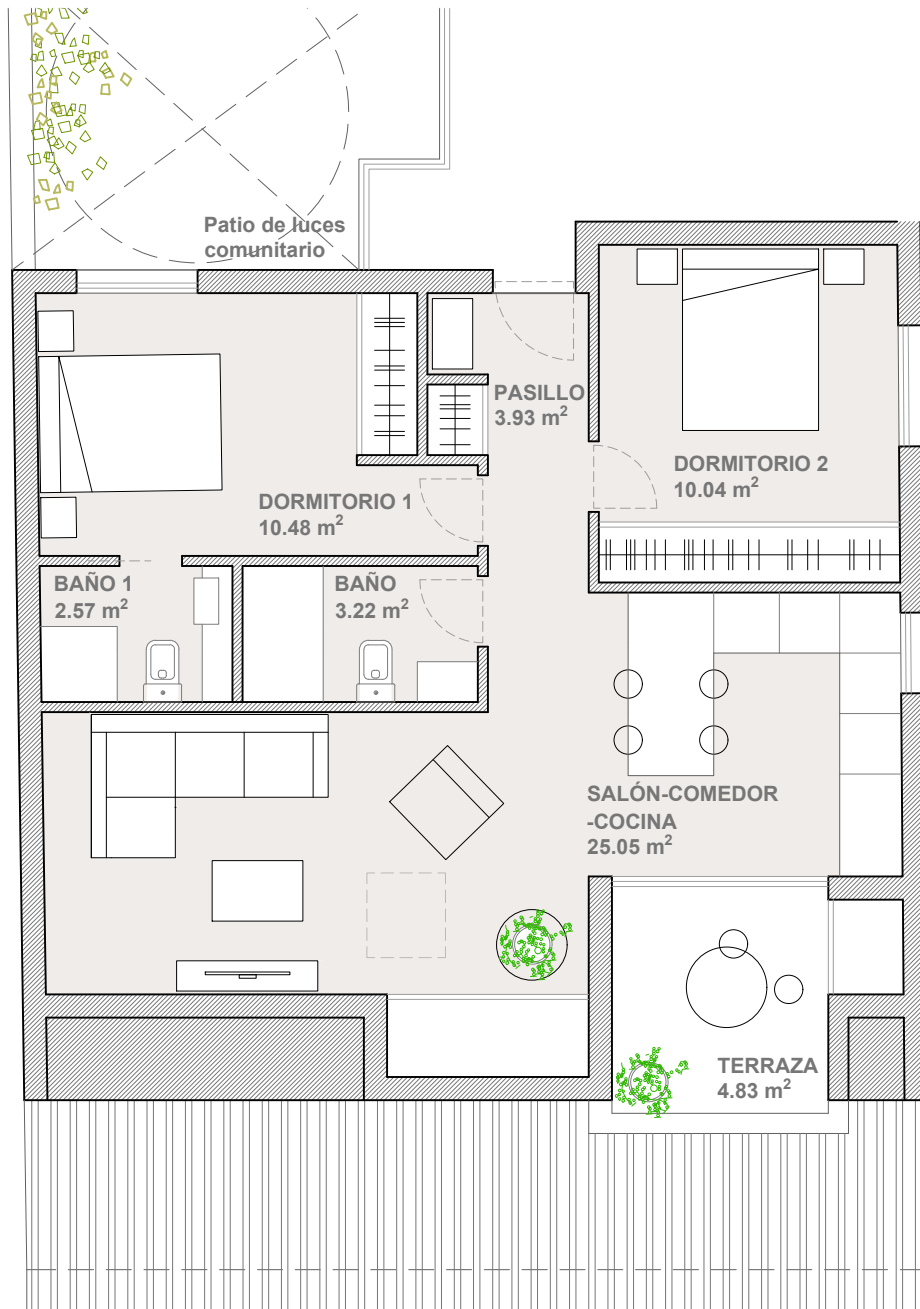 Patio de luces
comunitario
PASILLO
3.93 m²
DORMITORIO 2
10.04 m²
DORMITORIO 1
10.48 m²
BAÑO 1
2.57 m²
BAÑO
3.22 m²
SALÓN-COMEDOR
-COCINA
25.05 m²
TERRAZA
4.83 m²